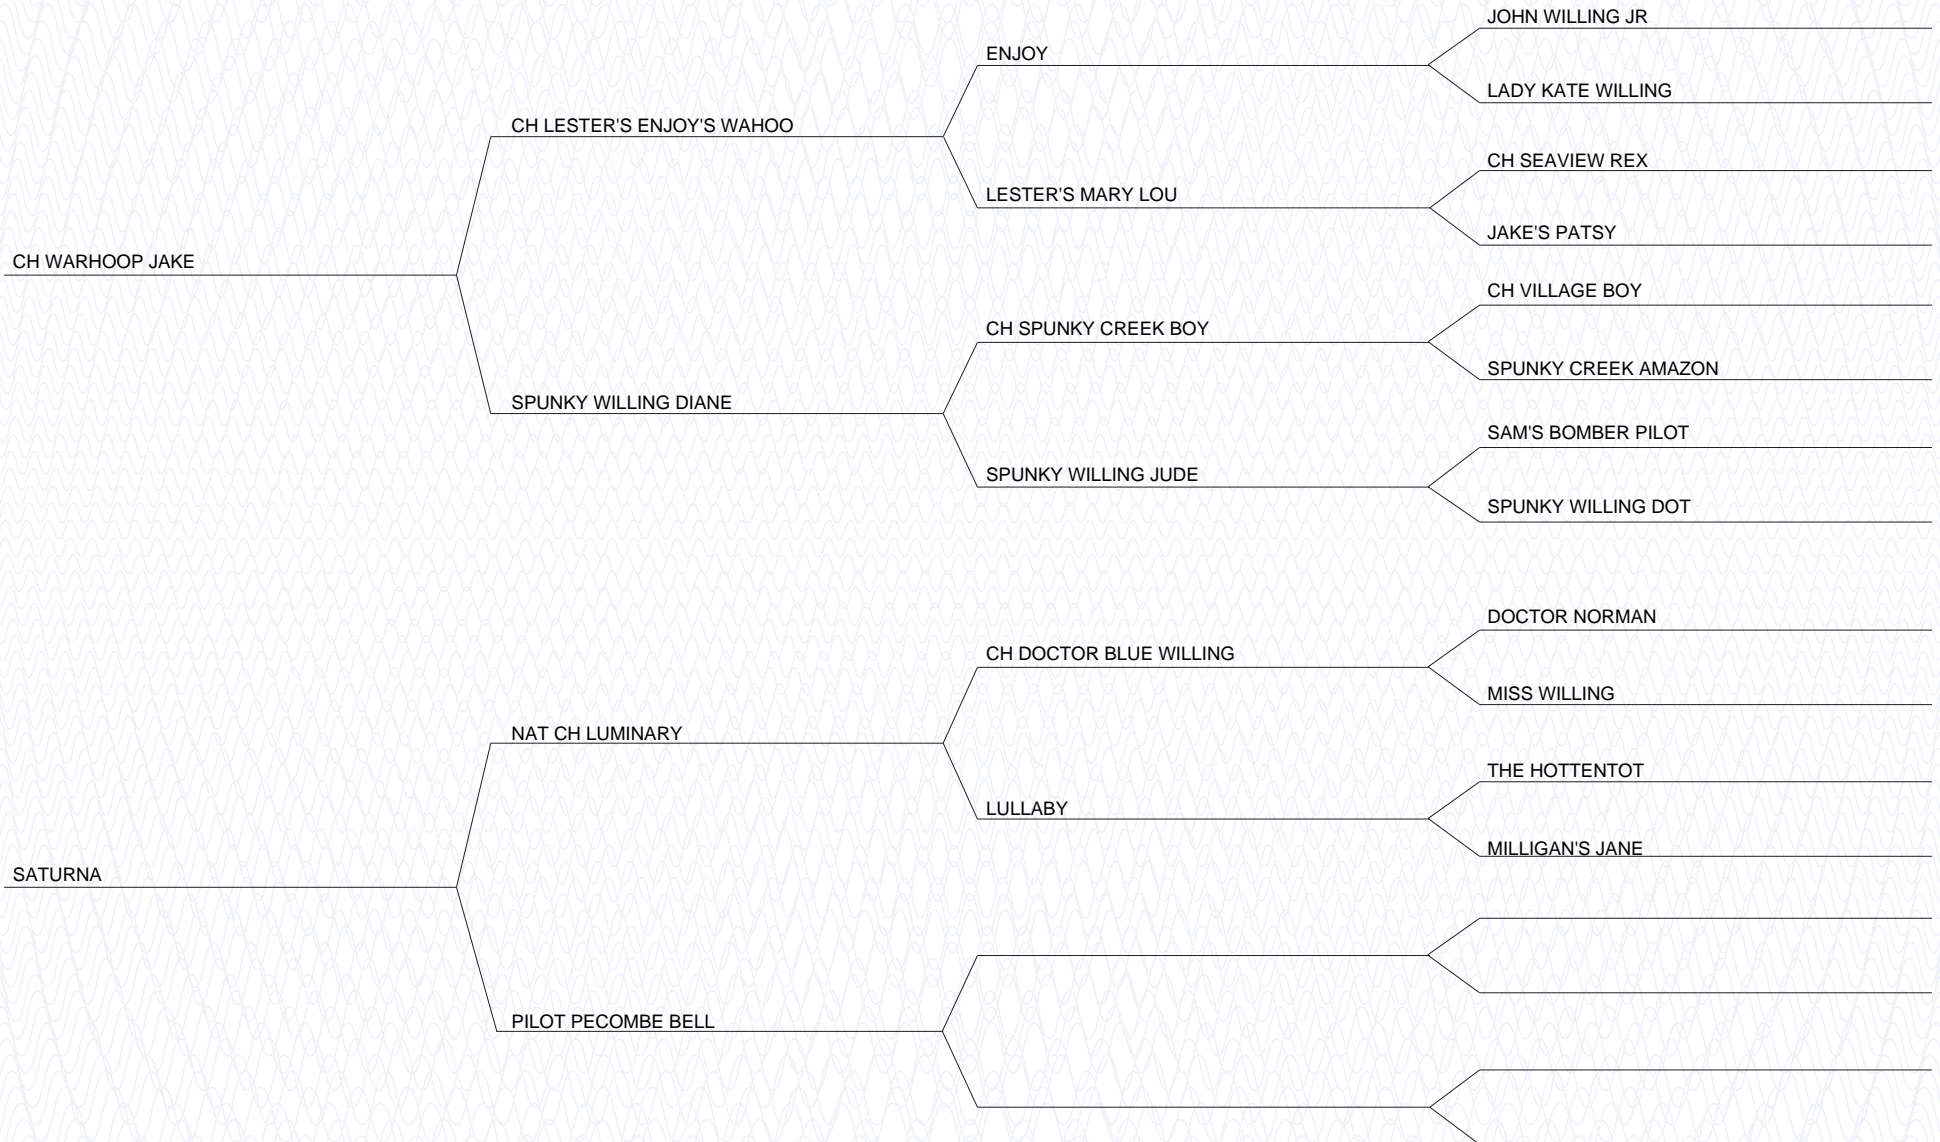 JOHN WILLING JR
ENJOY
LADY KATE WILLING
CH LESTER'S ENJOY'S WAHOO
CH SEAVIEW REX
LESTER'S MARY LOU
JAKE'S PATSY
CH WARHOOP JAKE
CH VILLAGE BOY
CH SPUNKY CREEK BOY
SPUNKY CREEK AMAZON
SPUNKY WILLING DIANE
SAM'S BOMBER PILOT
SPUNKY WILLING JUDE
SPUNKY WILLING DOT
DOCTOR NORMAN
CH DOCTOR BLUE WILLING
MISS WILLING
NAT CH LUMINARY
THE HOTTENTOT
LULLABY
MILLIGAN'S JANE
SATURNA
PILOT PECOMBE BELL